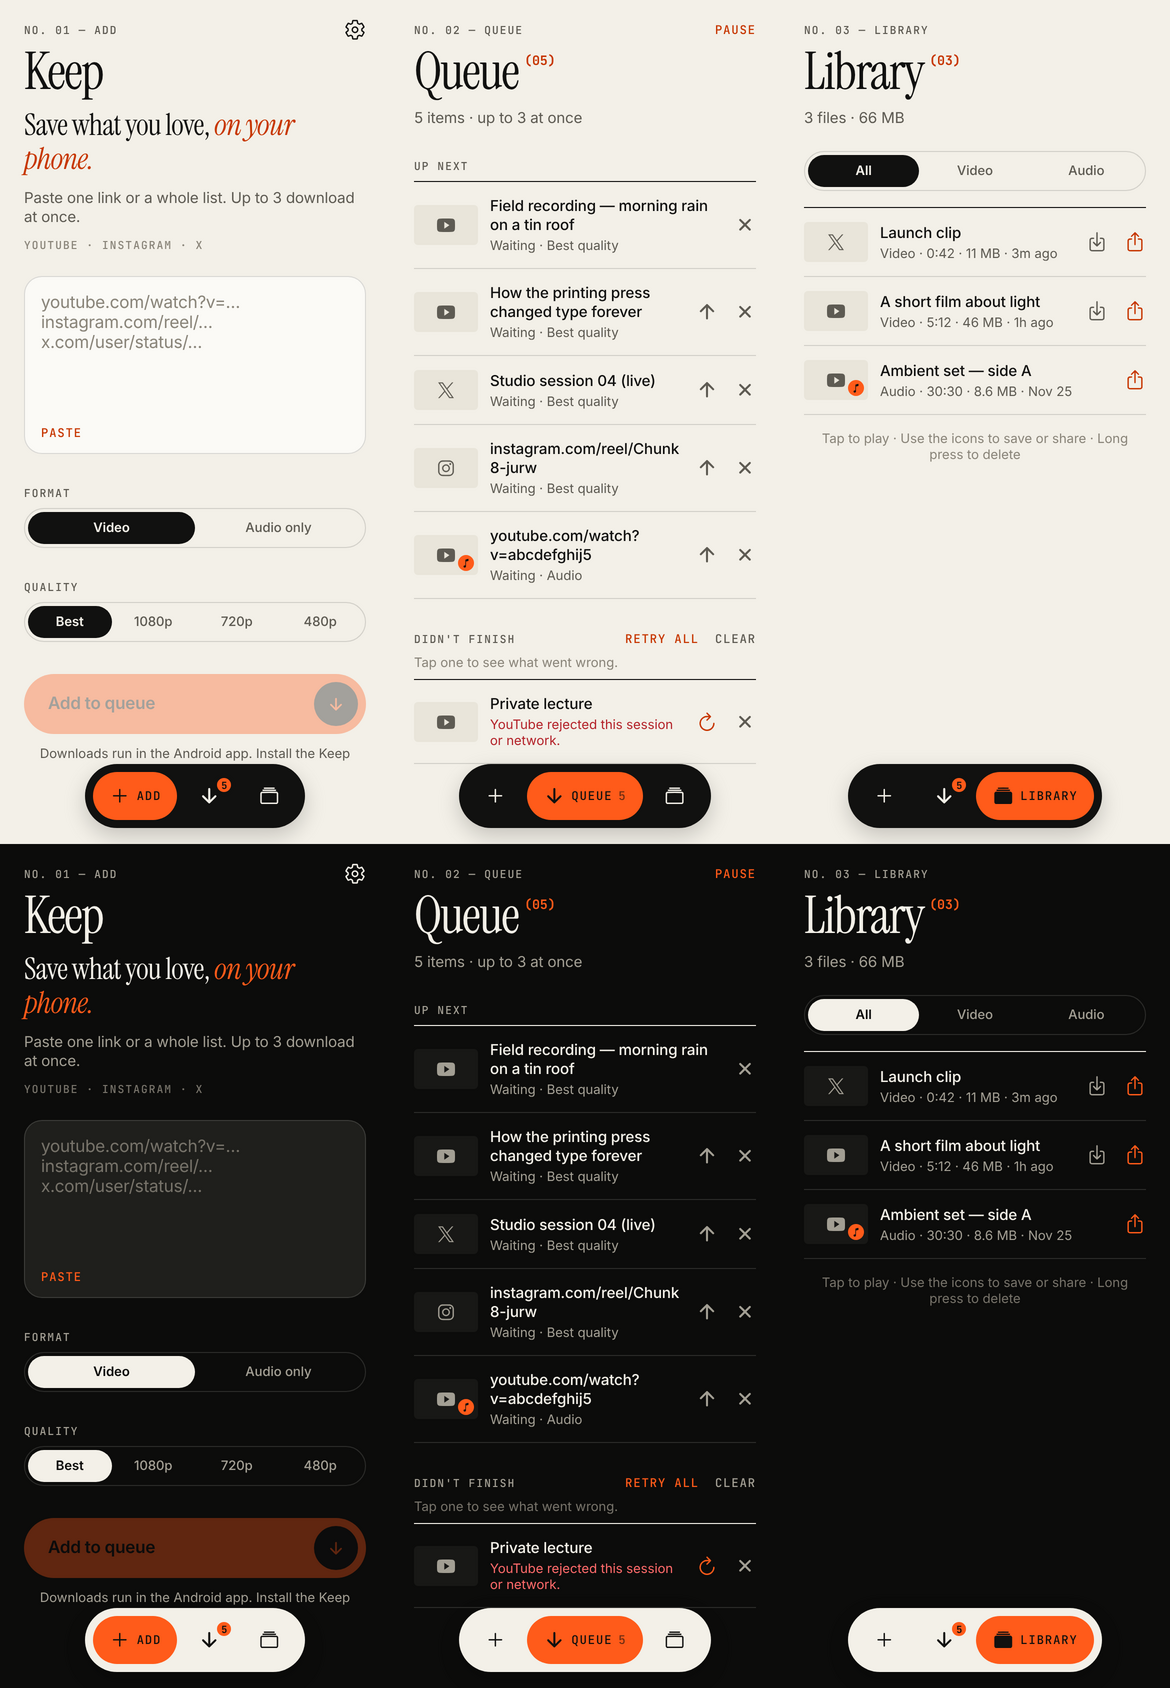 NO. 01 — ADD
Keep
Save what you love, on your
phone.
Paste one link or a whole list. Up to 3 download
at once.
YOUTUBE · INSTAGRAM · X
youtube.com/watch?v=...
instagram.com/reel/...
x.com/user/status/...
PASTE
FORMAT
Video
Audio only
QUALITY
Best
1080p
720p
480p
Add to queue
Downloads run in the Android app. Install the Keep
ADD
5
NO. 02 — QUEUE
PAUSE
Queue (05)
5 items · up to 3 at once
UP NEXT
Field recording — morning rain
on a tin roof
Waiting · Best quality
How the printing press
changed type forever
Waiting · Best quality
Studio session 04 (live)
Waiting · Best quality
instagram.com/reel/Chunk
8-jurw
Waiting · Best quality
youtube.com/watch?
v=abcdefghij5
Waiting · Audio
DIDN'T FINISH
RETRY ALL
CLEAR
Tap one to see what went wrong.
Private lecture
YouTube rejected this session
or network.
QUEUE 5
NO. 03 — LIBRARY
Library (03)
3 files · 66 MB
All
Video
Audio
Launch clip
Video · 0:42 · 11 MB · 3m ago
A short film about light
Video · 5:12 · 46 MB · 1h ago
Ambient set — side A
Audio · 30:30 · 8.6 MB · Nov 25
Tap to play · Use the icons to save or share · Long
press to delete
5
LIBRARY
NO. 01 — ADD
Keep
Save what you love, on your
phone.
Paste one link or a whole list. Up to 3 download
at once.
YOUTUBE · INSTAGRAM · X
youtube.com/watch?v=...
instagram.com/reel/...
x.com/user/status/...
PASTE
FORMAT
Video
Audio only
QUALITY
Best
1080p
720p
480p
Add to queue
Downloads run in the Android app. Install the Keep
ADD
5
NO. 02 — QUEUE
PAUSE
Queue (05)
5 items · up to 3 at once
UP NEXT
Field recording — morning rain
on a tin roof
Waiting · Best quality
How the printing press
changed type forever
Waiting · Best quality
Studio session 04 (live)
Waiting · Best quality
instagram.com/reel/Chunk
8-jurw
Waiting · Best quality
youtube.com/watch?
v=abcdefghij5
Waiting · Audio
DIDN'T FINISH
RETRY ALL
CLEAR
Tap one to see what went wrong.
Private lecture
YouTube rejected this session
or network.
QUEUE 5
NO. 03 — LIBRARY
Library (03)
3 files · 66 MB
All
Video
Audio
Launch clip
Video · 0:42 · 11 MB · 3m ago
A short film about light
Video · 5:12 · 46 MB · 1h ago
Ambient set — side A
Audio · 30:30 · 8.6 MB · Nov 25
Tap to play · Use the icons to save or share · Long
press to delete
5
LIBRARY